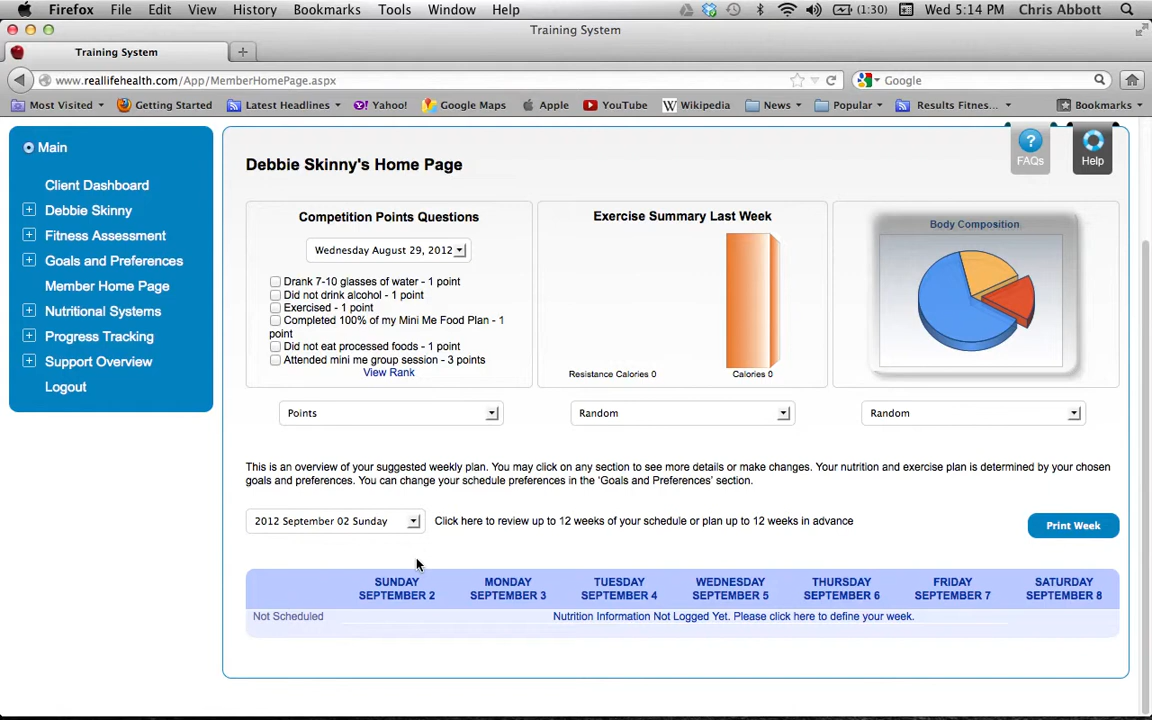 Firefox File Edit View History Bookmarks Tools Window Help (1:30) Wed 5:14 PM Chris Abbott
Training System
Training System
www.reallifehealth.com/App/MemberHomePage.aspx Google
Most Visited Getting Started Latest Headlines Yahoo! Google Maps Apple YouTube Wikipedia News Popular Results Fitnes... Bookmarks
Main
Client Dashboard
Debbie Skinny
Fitness Assessment
Goals and Preferences
Member Home Page
Nutritional Systems
Progress Tracking
Support Overview
Logout
Debbie Skinny's Home Page
? FAQs
Help
Competition Points Questions
Wednesday August 29, 2012
Drank 7-10 glasses of water - 1 point
Did not drink alcohol - 1 point
Exercised - 1 point
Completed 100% of my Mini Me Food Plan - 1
point
Did not eat processed foods - 1 point
Attended mini me group session - 3 points
View Rank
Exercise Summary Last Week
Resistance Calories 0 Calories 0
Body Composition
Points Random Random
This is an overview of your suggested weekly plan. You may click on any section to see more details or make changes. Your nutrition and exercise plan is determined by your chosen
goals and preferences. You can change your schedule preferences in the 'Goals and Preferences' section.
2012 September 02 Sunday Click here to review up to 12 weeks of your schedule or plan up to 12 weeks in advance Print Week
SUNDAY MONDAY TUESDAY WEDNESDAY THURSDAY FRIDAY SATURDAY
SEPTEMBER 2 SEPTEMBER 3 SEPTEMBER 4 SEPTEMBER 5 SEPTEMBER 6 SEPTEMBER 7 SEPTEMBER 8
Not Scheduled Nutrition Information Not Logged Yet. Please click here to define your week.